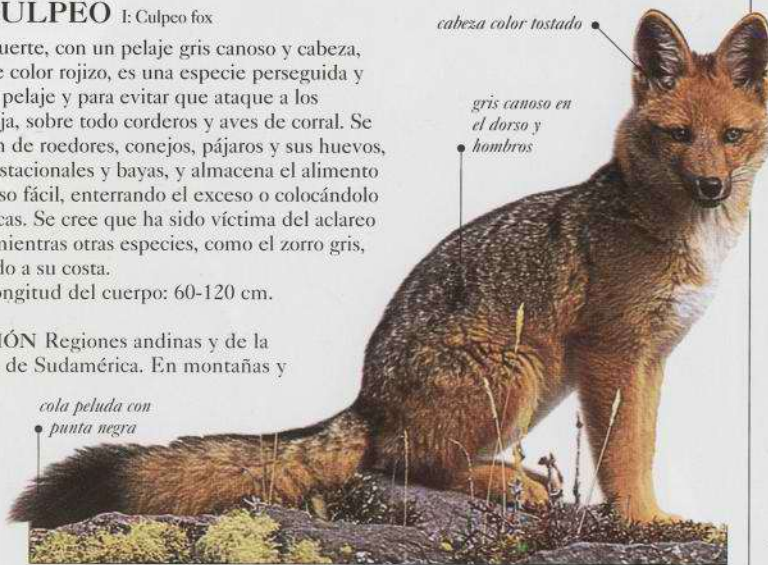 ULPEO I: Culpeo fox
uerte, con un pelaje gris canoso y cabeza,
e color rojizo, es una especie perseguida y
pelaje y para evitar que ataque a los
ja, sobre todo corderos y aves de corral. Se
n de roedores, conejos, pájaros y sus huevos,
stacionales y bayas, y almacena el alimento
so fácil, enterrando el exceso o colocándolo
cas. Se cree que ha sido víctima del aclareo
mientras otras especies, como el zorro gris,
do a su costa.
ongitud del cuerpo: 60-120 cm.
IÓN Regiones andinas y de la
de Sudamérica. En montañas y
cabeza color tostado
gris canoso en
el dorso y
hombros
cola peluda con
punta negra